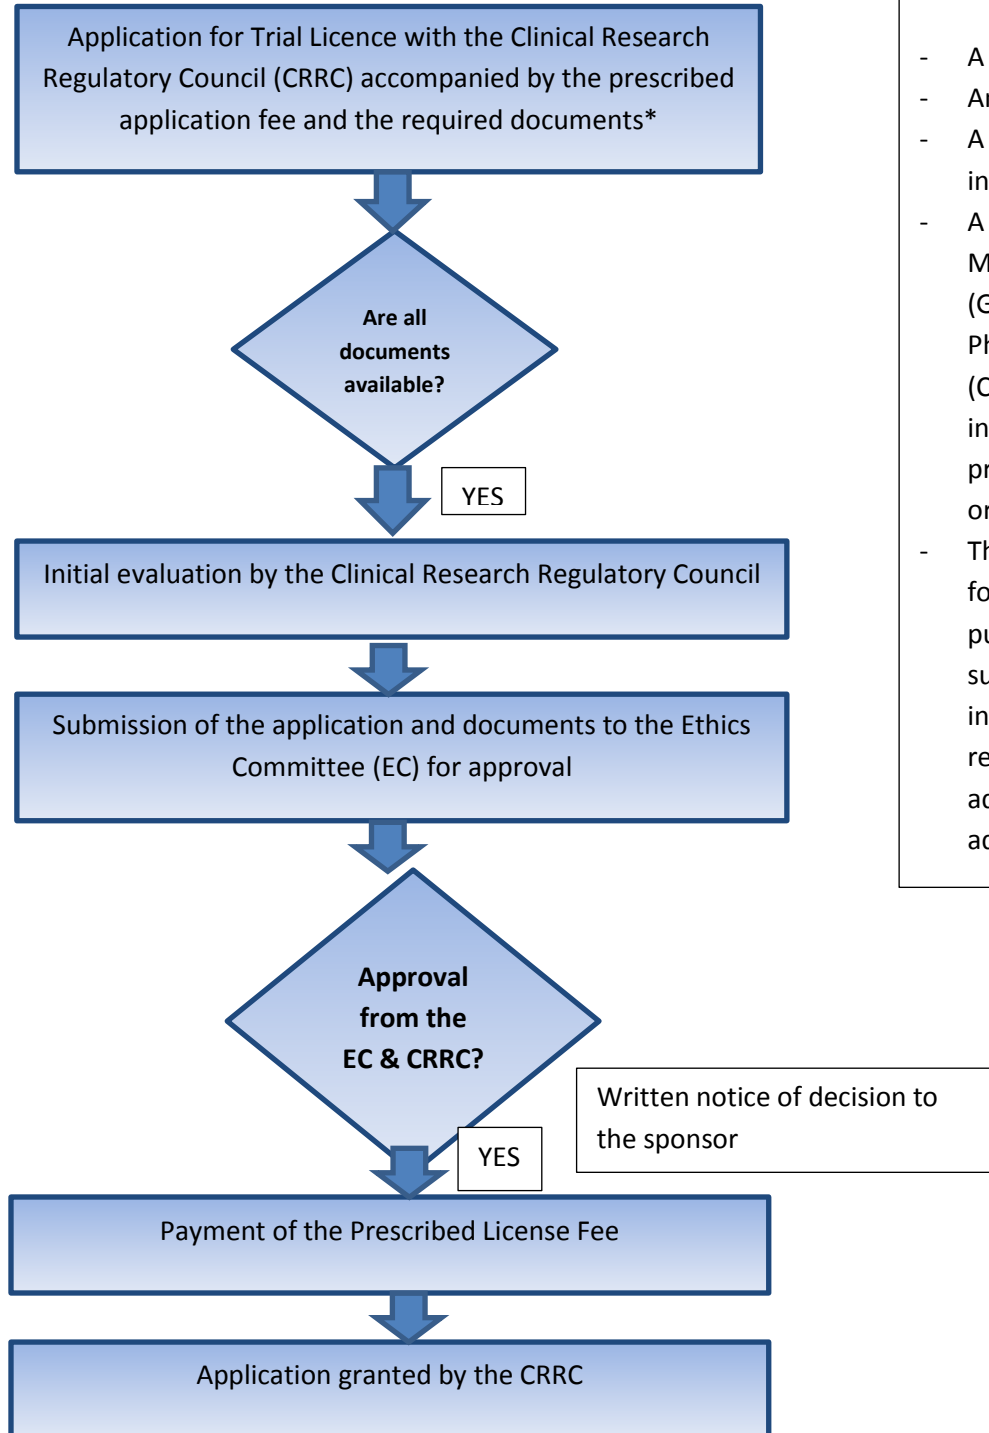 Application for Trial Licence with the Clinical Research
Regulatory Council (CRRC) accompanied by the prescribed
application fee and the required documents*
Are all
documents
available?
YES
Initial evaluation by the Clinical Research Regulatory Council
Submission of the application and documents to the Ethics
Committee (EC) for approval
Approval
from the
EC & CRRC?
YES
Written notice of decision to
the sponsor
Payment of the Prescribed License Fee
Application granted by the CRRC
- A
-
- A
in
- A
-